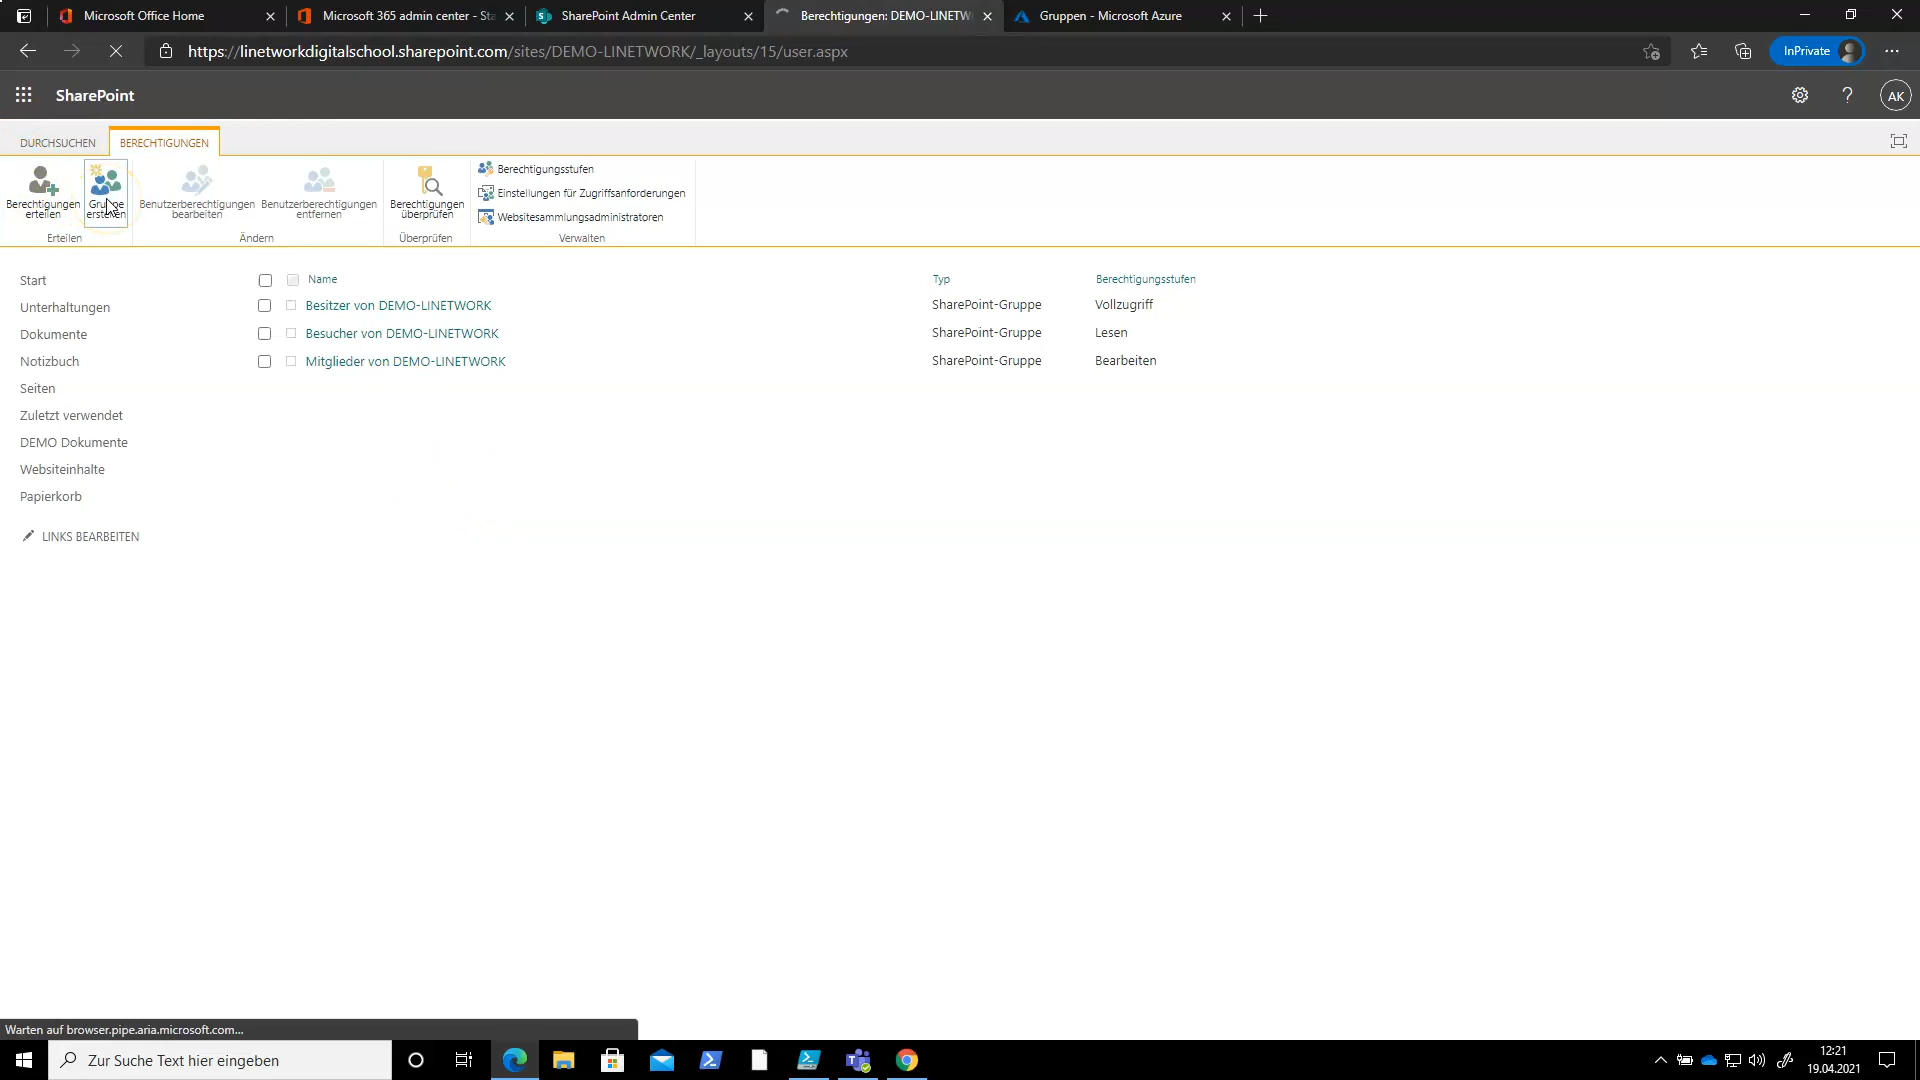 Microsoft Office Home
Microsoft 365 admin center - Sta
SharePoint Admin Center
Berechtigungen: DEMO-LINETW
Gruppen - Microsoft Azure
https://linetworkdigitalschool.sharepoint.com/sites/DEMO-LINETWORK/_layouts/15/user.aspx
InPrivate
SharePoint
AK
DURCHSUCHEN
BERECHTIGUNGEN
Berechtigungen
erteilen
Gruppe
erstellen
Benutzerberechtigungen
bearbeiten
Benutzerberechtigungen
entfernen
Berechtigungen
überprüfen
Berechtigungsstufen
Einstellungen für Zugriffsanforderungen
Websitesammlungsadministratoren
Erteilen
Ändern
Überprüfen
Verwalten
Start
Unterhaltungen
Dokumente
Notizbuch
Seiten
Zuletzt verwendet
DEMO Dokumente
Websiteinhalte
Papierkorb
LINKS BEARBEITEN
Name Typ Berechtigungsstufen
Besitzer von DEMO-LINETWORK SharePoint-Gruppe Vollzugriff
Besucher von DEMO-LINETWORK SharePoint-Gruppe Lesen
Mitglieder von DEMO-LINETWORK SharePoint-Gruppe Bearbeiten
Warten auf browser.pipe.aria.microsoft.com...
Zur Suche Text hier eingeben
12:21
19.04.2021